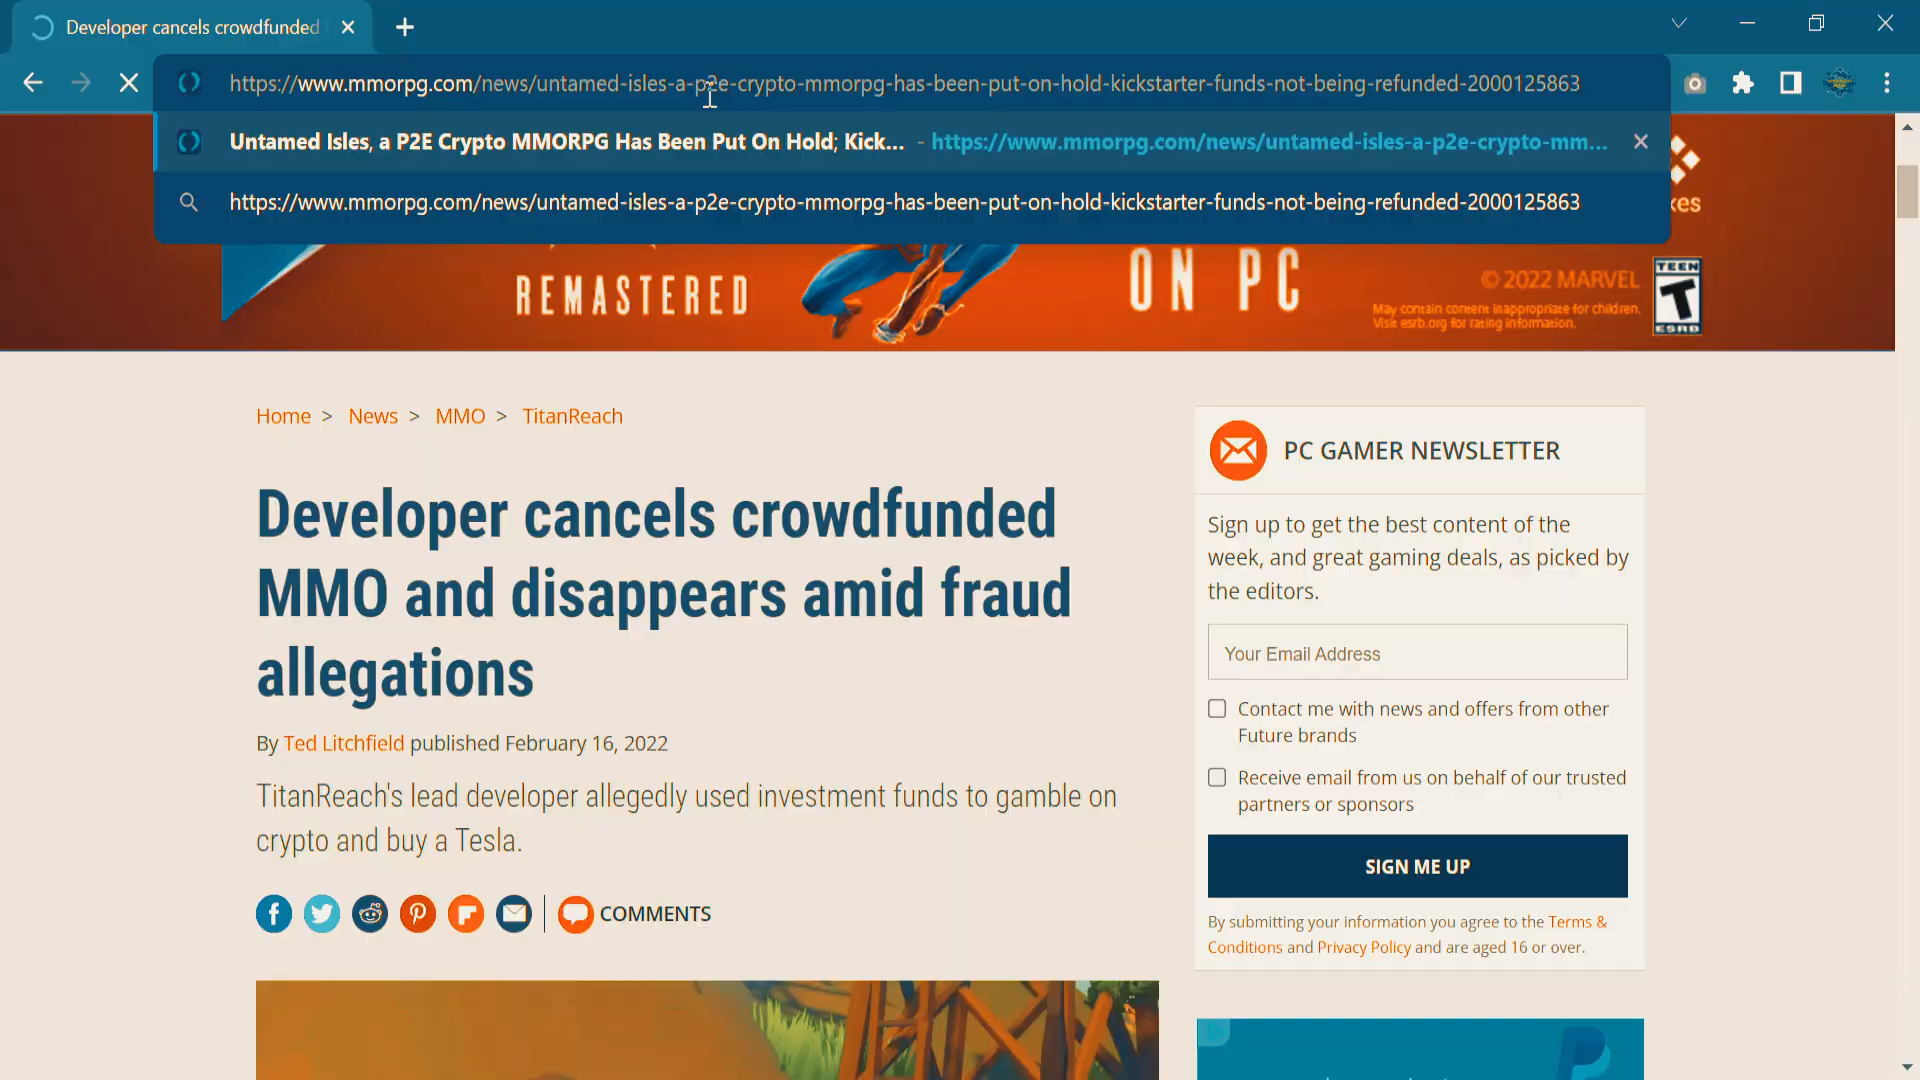 Developer cancels crowdfunded
https://www.mmorpg.com/news/untamed-isles-a-p2e-crypto-mmorpg-has-been-put-on-hold-kickstarter-funds-not-being-refunded-2000125863
Untamed Isles, a P2E Crypto MMORPG Has Been Put On Hold; Kick... - https://www.mmorpg.com/news/untamed-isles-a-p2e-crypto-mm...
https://www.mmorpg.com/news/untamed-isles-a-p2e-crypto-mmorpg-has-been-put-on-hold-kickstarter-funds-not-being-refunded-2000125863
REMASTERED
ON PC
© 2022 MARVEL
May contain content inappropriate for children.
Visit esrb.org for rating information.
TEEN
T
ESRB
Home > News > MMO > TitanReach
Developer cancels crowdfunded
MMO and disappears amid fraud
allegations
By Ted Litchfield published February 16, 2022
TitanReach's lead developer allegedly used investment funds to gamble on
crypto and buy a Tesla.
COMMENTS
PC GAMER NEWSLETTER
Sign up to get the best content of the
week, and great gaming deals, as picked by
the editors.
Your Email Address
Contact me with news and offers from other
Future brands
Receive email from us on behalf of our trusted
partners or sponsors
SIGN ME UP
By submitting your information you agree to the Terms &
Conditions and Privacy Policy and are aged 16 or over.